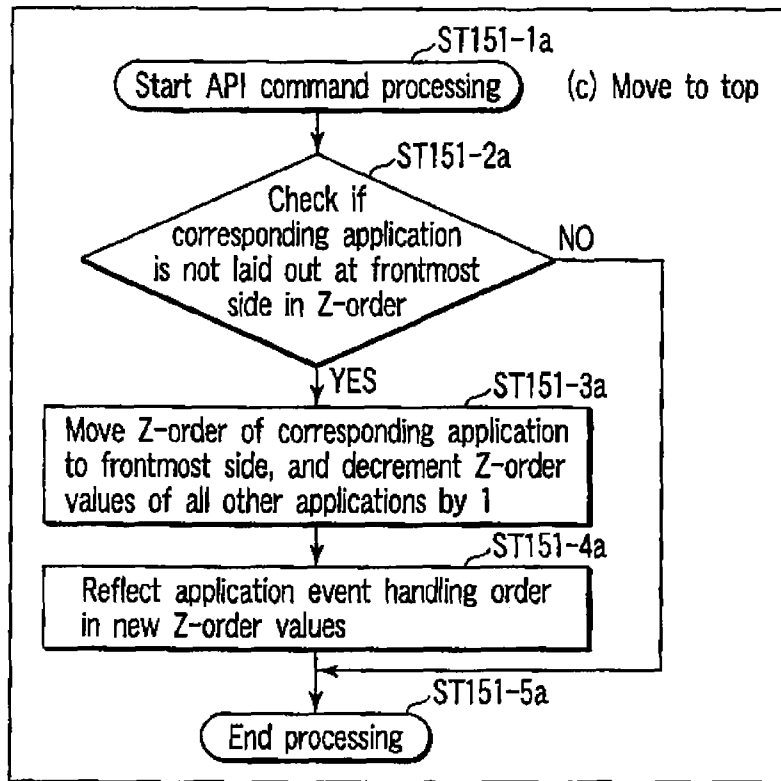 ST151-1a
Start API command processing
(c) Move to top
ST151-2a
Check if
corresponding application
is not laid out at frontmost
side in Z-order
NO
YES
ST151-3a
Move Z-order of corresponding application
to frontmost side, and decrement Z-order
values of all other applications by 1
ST151-4a
Reflect application event handling order
in new Z-order values
ST151-5a
End processing